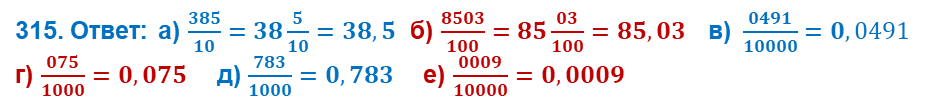 315. Ответ: а) 385/10 = 38 5/10 = 38,5 б) 8503/100 = 85 03/100 = 85,03 в) 0491/10000 = 0,0491
г) 075/1000 = 0,075 д) 783/1000 = 0,783 е) 0009/10000 = 0,0009